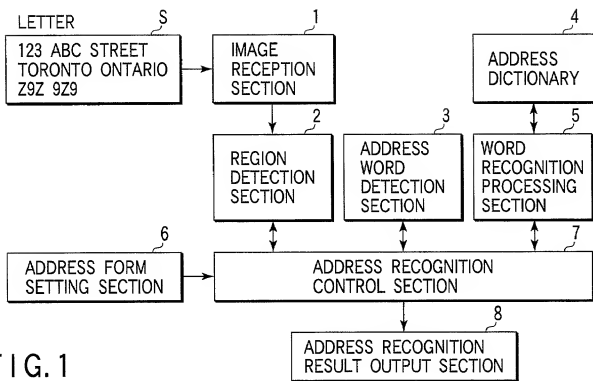 LETTER
S
123 ABC STREET
TORONTO ONTARIO
Z9Z 9Z9
1
IMAGE
RECEPTION
SECTION
4
ADDRESS
DICTIONARY
2
REGION
DETECTION
SECTION
3
ADDRESS
WORD
DETECTION
SECTION
5
WORD
RECOGNITION
PROCESSING
SECTION
6
ADDRESS FORM
SETTING SECTION
7
ADDRESS RECOGNITION
CONTROL SECTION
8
ADDRESS RECOGNITION
RESULT OUTPUT SECTION
FIG.1